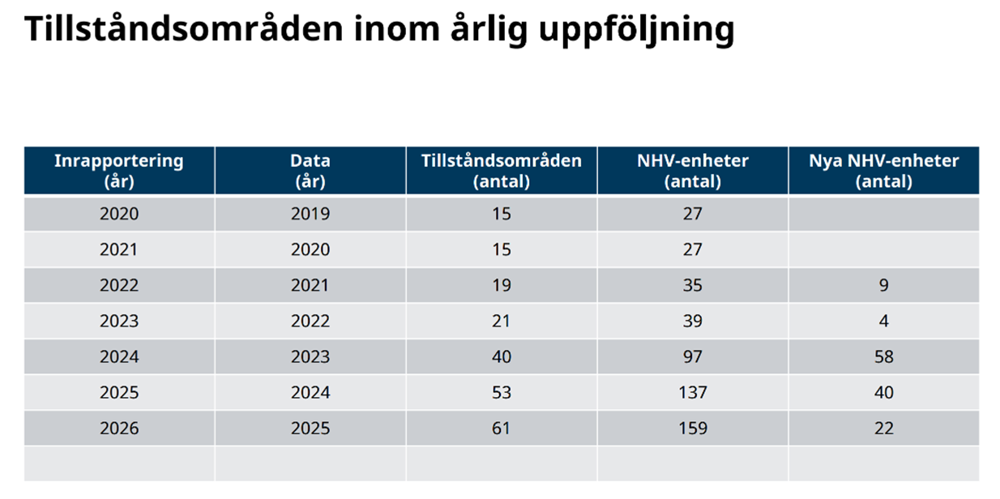 Tillståndsområden inom årlig uppföljning
Inrapportering (år) Data (år) Tillståndsområden (antal) NHV-enheter (antal) Nya NHV-enheter (antal)
2020 2019 15 27
2021 2020 15 27
2022 2021 19 35 9
2023 2022 21 39 4
2024 2023 40 97 58
2025 2024 53 137 40
2026 2025 61 159 22